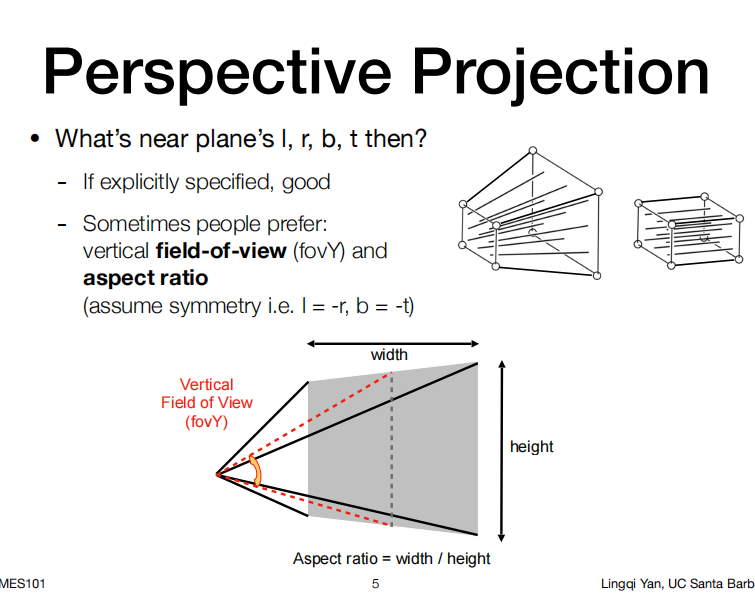 Perspective Projection
• What's near plane's l, r, b, t then?
- If explicitly specified, good
- Sometimes people prefer:
vertical field-of-view (fovY) and
aspect ratio
(assume symmetry i.e. l = -r, b = -t)
width
Vertical
Field of View
(fovY)
height
Aspect ratio = width / height
MES101
5
Lingqi Yan, UC Santa Barb